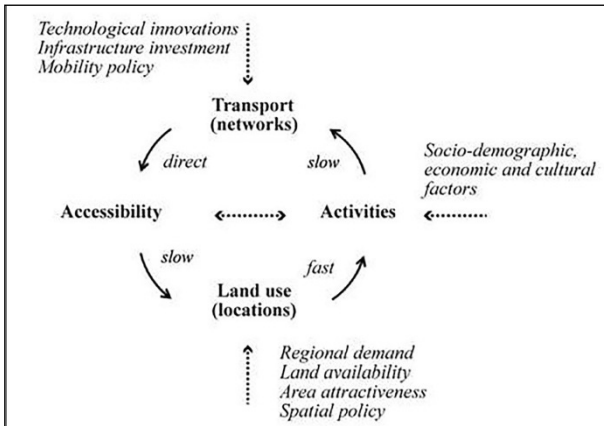 Technological innovations
Infrastructure investment
Mobility policy
Transport
(networks)
direct
slow
Socio-demographic,
economic and cultural
factors
Accessibility
Activities
slow
fast
Land use
(locations)
Regional demand
Land availability
Area attractiveness
Spatial policy